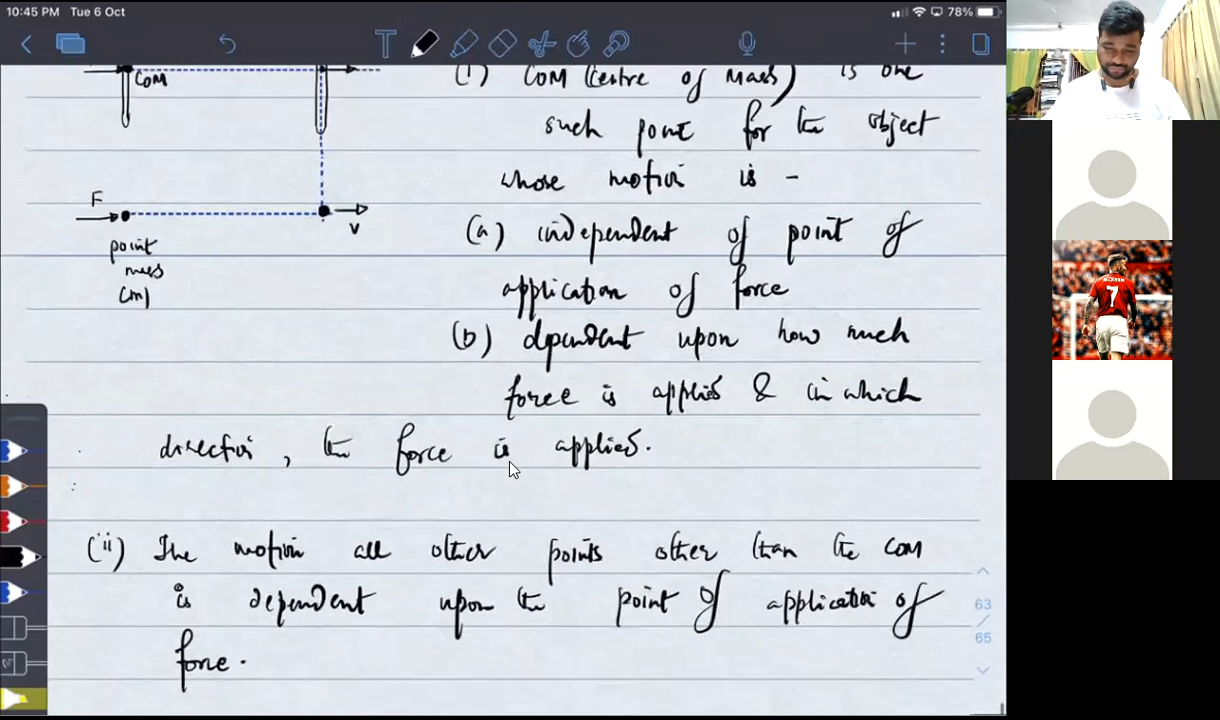 10:45 PM Tue 6 Oct
78%
T
COM
(i) COM (Centre of Mass) is one
such point for the object
whose motion is -
F
v
point
mass
(m)
(a) independent of point of
application of force
(b) dpendent upon how much
force is applied & in which
direction, the force is applied.
(ii) The motion all other points other than the COM
is dependent upon the point of application of
force.
63
/
65
7